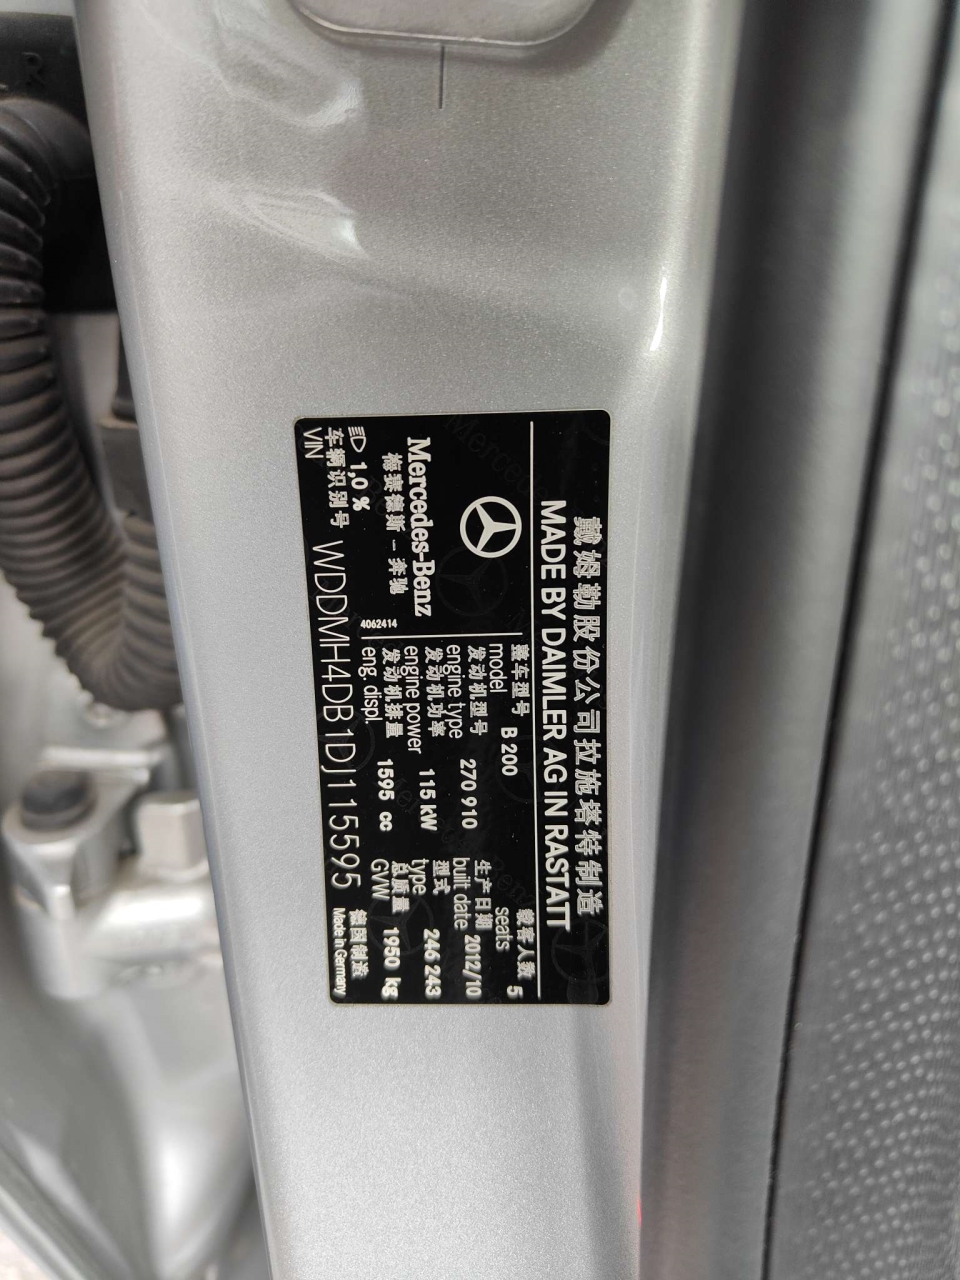 戴姆勒股份公司拉施塔特制造
MADE BY DAIMLER AG IN RASTATT
Mercedes-Benz
梅赛德斯-奔驰
4062414
整车型号 B 200
model
发动机型号 270 910
engine type
发动机功率 115 kW
engine power
发动机排量 1595 cc
eng. displ.
载客人数 5
seats
生产日期 2012/10
built date
型式 246 243
type
总质量 1950 kg
GVW
1,0 %
车辆识别号 WDDMH4DB1DJ115595
VIN
德国制造
Made in Germany
R